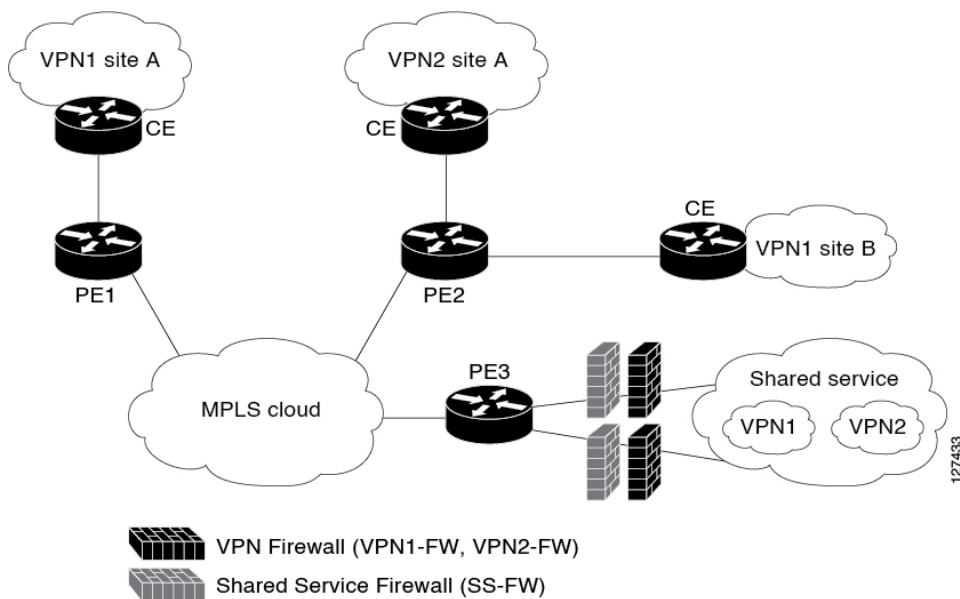 VPN1 site A
VPN2 site A
CE
CE
CE
VPN1 site B
PE1
PE2
PE3
MPLS cloud
Shared service
VPN1
VPN2
127433
VPN Firewall (VPN1-FW, VPN2-FW)
Shared Service Firewall (SS-FW)